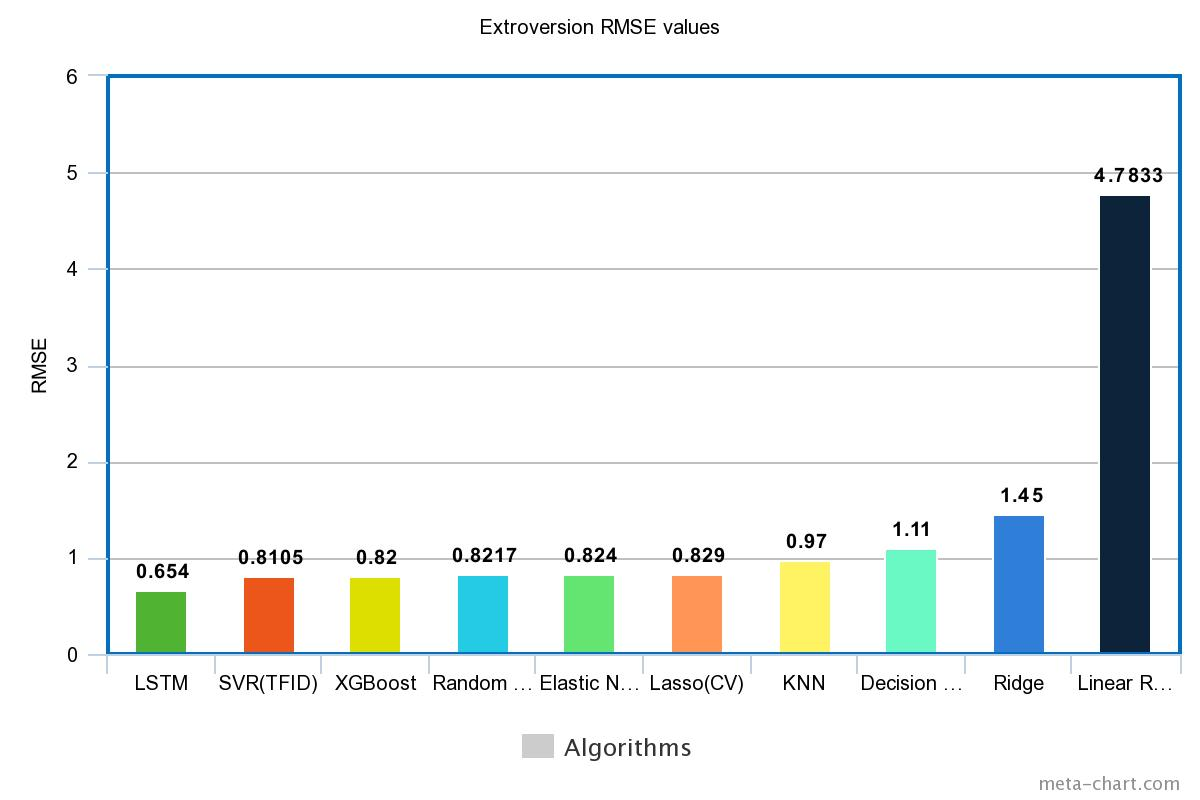 Extroversion RMSE values
6
5
4
3
2
1
0
RMSE
0.654
0.8105
0.82
0.8217
0.824
0.829
0.97
1.11
1.45
4.7833
LSTM
SVR(TFID)
XGBoost
Random ...
Elastic N...
Lasso(CV)
KNN
Decision ...
Ridge
Linear R...
Algorithms
meta-chart.com